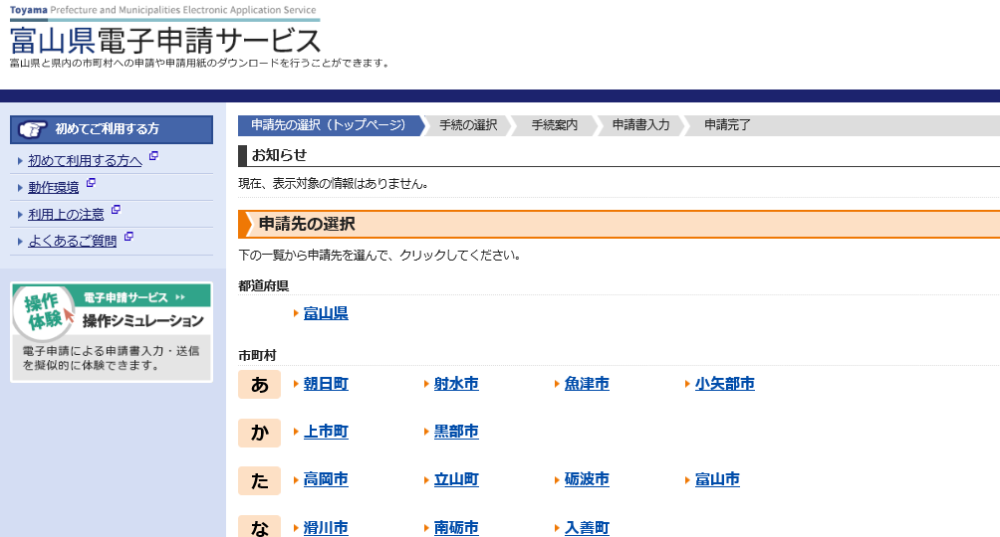 Toyama Prefecture and Municipalities Electronic Application Service
富山県電子申請サービス
富山県と県内の市町村への申請や申請用紙のダウンロードを行うことができます。
初めてご利用する方
初めて利用する方へ
動作環境
利用上の注意
よくあるご質問
操作体験
電子申請サービス
操作シミュレーション
電子申請による申請書入力・送信
を擬似的に体験できます。
申請先の選択（トップページ） 手続の選択 手続案内 申請書入力 申請完了
お知らせ
現在、表示対象の情報はありません。
申請先の選択
下の一覧から申請先を選んで、クリックしてください。
都道府県
富山県
市町村
あ 朝日町 射水市 魚津市 小矢部市
か 上市町 黒部市
た 高岡市 立山町 砺波市 富山市
な 滑川市 南砺市 入善町